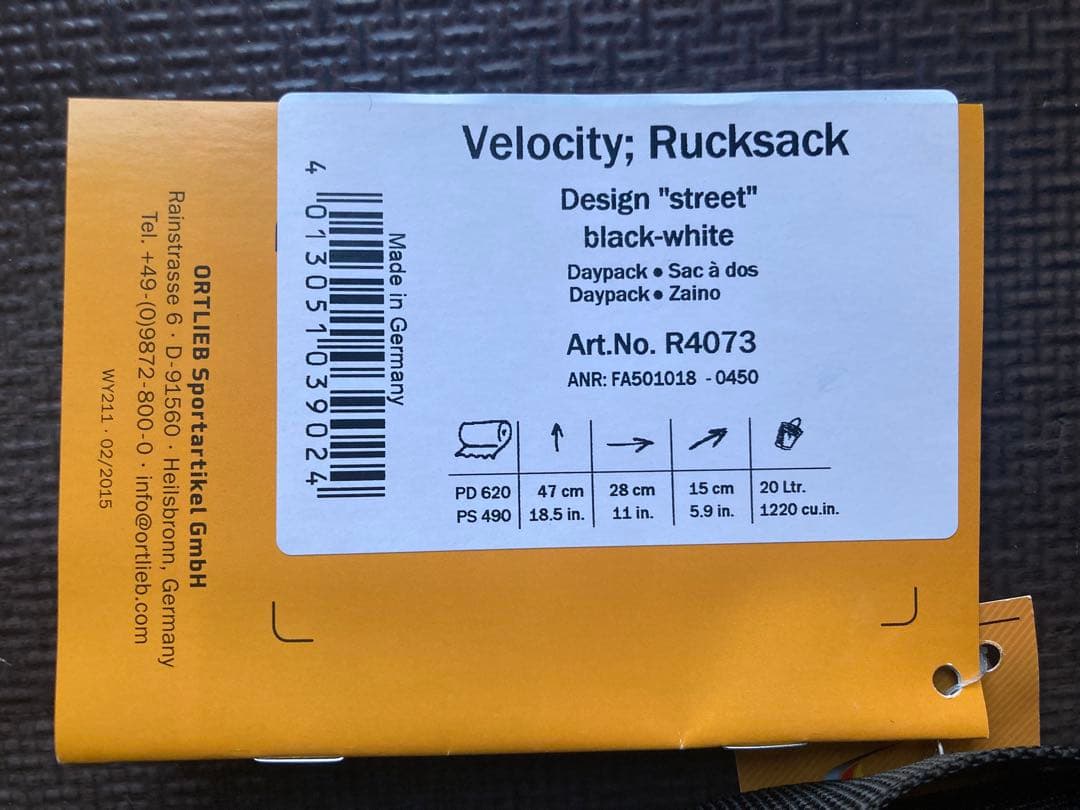 Velocity; Rucksack
Design "street"
black-white
Daypack • Sac à dos
Daypack • Zaino
Art.No. R4073
ANR: FA501018 - 0450
PD 620 47 cm 28 cm 15 cm 20 Ltr.
PS 490 18.5 in. 11 in. 5.9 in. 1220 cu.in.
Made in Germany
4 013051 039024
ORTLIEB Sportartikel GmbH
Rainstrasse 6 · D-91560 · Heilsbronn, Germany
Tel. +49-(0)9872-800-0 · info@ortlieb.com
WY211 · 02/2015